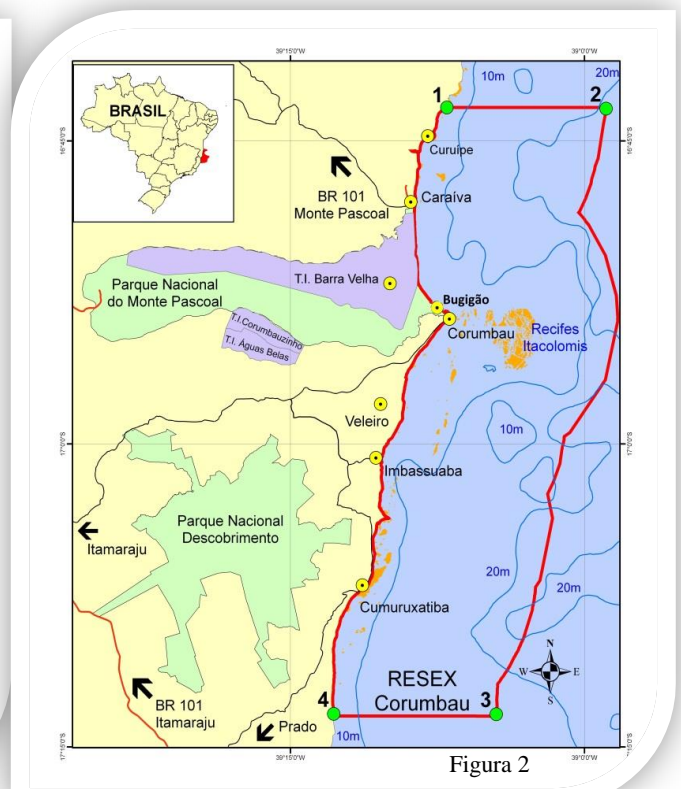 39°15'0"W
39°0'0"W
BRASIL
10m
20m
1
2
16°45'0"S
16°45'0"S
Curuípe
BR 101
Monte Pascoal
Caraíva
T.I. Barra Velha
Parque Nacional
do Monte Pascoal
Bugigão
Corumbau
Recifes
Itacolomis
T.I.Corumbauzinho
T.I. Águas Belas
Veleiro
10m
17°0'0"S
17°0'0"S
Imbassuaba
Parque Nacional
Descobrimento
Itamaraju
20m
20m
Cumuruxatiba
N
W
E
S
BR 101
Itamaraju
Prado
4
RESEX
Corumbau
3
10m
17°15'0"S
17°15'0"S
39°15'0"W
39°0'0"W
Figura 2